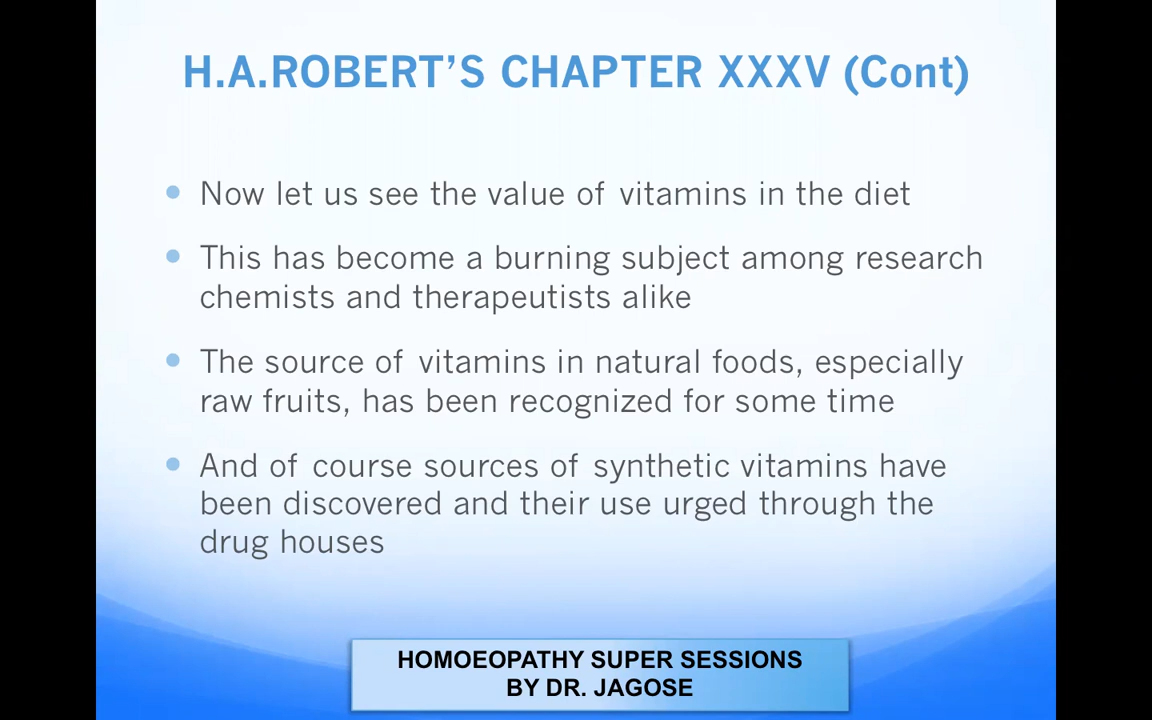 H.A.ROBERT'S CHAPTER XXXV (Cont)
Now let us see the value of vitamins in the diet
This has become a burning subject among research
chemists and therapeutists alike
The source of vitamins in natural foods, especially
raw fruits, has been recognized for some time
And of course sources of synthetic vitamins have
been discovered and their use urged through the
drug houses
HOMOEOPATHY SUPER SESSIONS
BY DR. JAGOSE